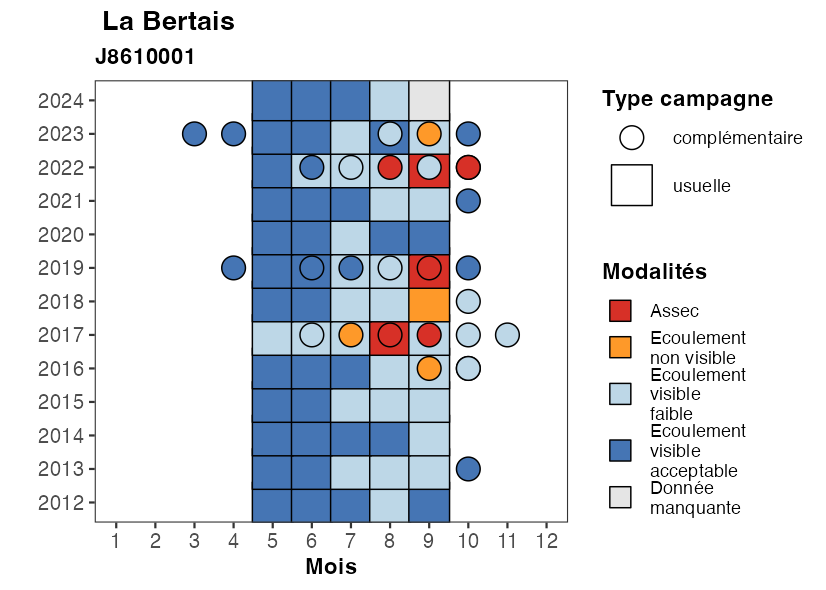 La Bertais
J8610001
2024
2023
2022
2021
2020
2019
2018
2017
2016
2015
2014
2013
2012
1 2 3 4 5 6 7 8 9 10 11 12
Mois
Type campagne
complémentaire
usuelle
Modalités
Assec
Ecoulement
non visible
Ecoulement
visible
faible
Ecoulement
visible
acceptable
Donnée
manquante